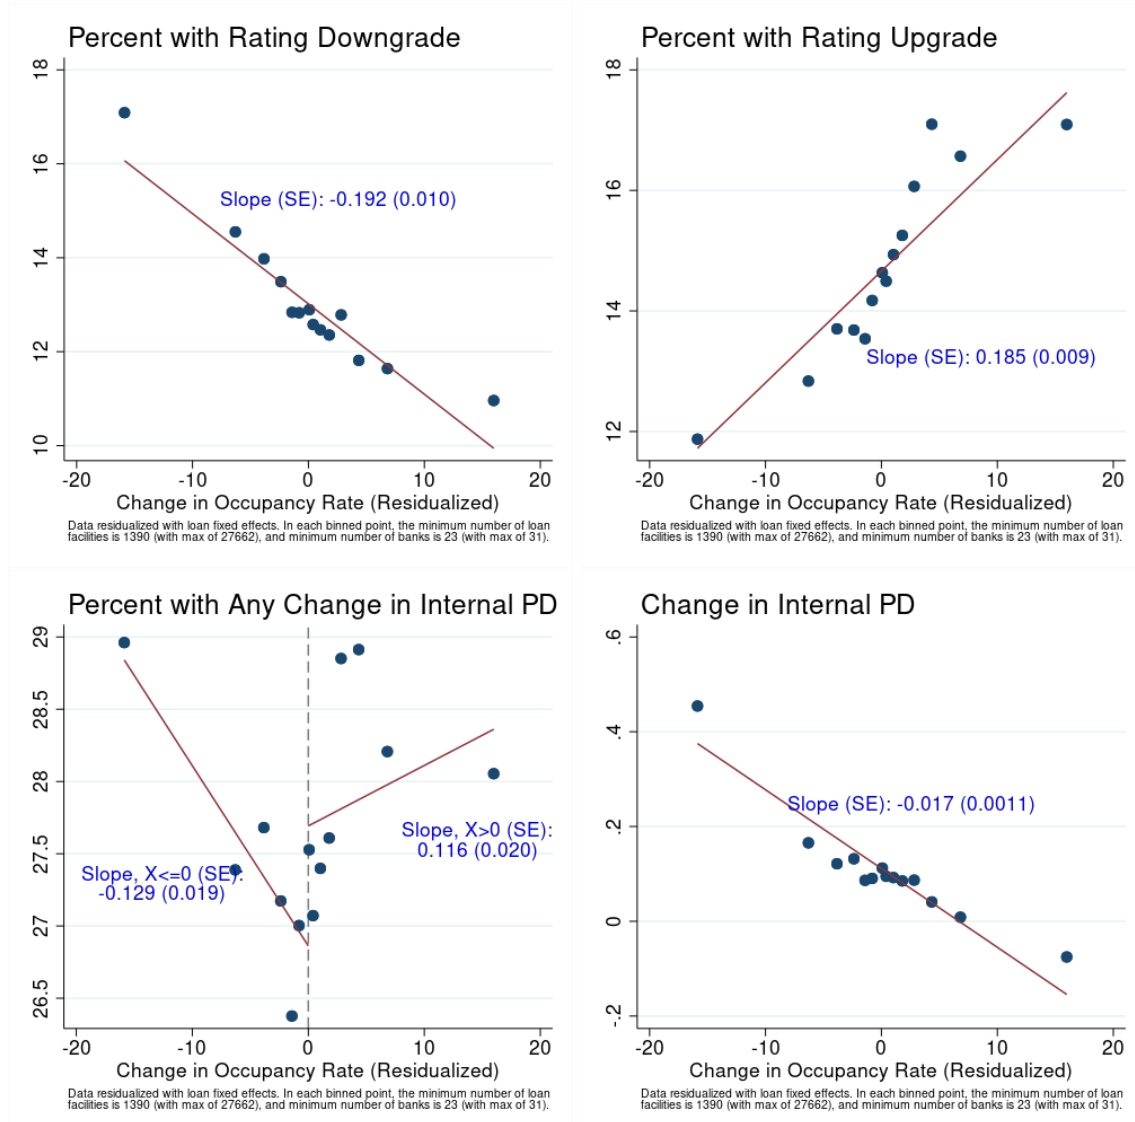 Percent with Rating Downgrade
18
16
14
12
10
Slope (SE): -0.192 (0.010)
-20 -10 0 10 20
Change in Occupancy Rate (Residualized)
Data residualized with loan fixed effects. In each binned point, the minimum number of loan
facilities is 1390 (with max of 27662), and minimum number of banks is 23 (with max of 31).
Percent with Rating Upgrade
18
16
14
12
Slope (SE): 0.185 (0.009)
-20 -10 0 10 20
Change in Occupancy Rate (Residualized)
Data residualized with loan fixed effects. In each binned point, the minimum number of loan
facilities is 1390 (with max of 27662), and minimum number of banks is 23 (with max of 31).
Percent with Any Change in Internal PD
29
28.5
28
27.5
27
26.5
Slope, X<=0 (SE):
-0.129 (0.019)
Slope, X>0 (SE):
0.116 (0.020)
-20 -10 0 10 20
Change in Occupancy Rate (Residualized)
Data residualized with loan fixed effects. In each binned point, the minimum number of loan
facilities is 1390 (with max of 27662), and minimum number of banks is 23 (with max of 31).
Change in Internal PD
.6
.4
.2
0
-.2
Slope (SE): -0.017 (0.0011)
-20 -10 0 10 20
Change in Occupancy Rate (Residualized)
Data residualized with loan fixed effects. In each binned point, the minimum number of loan
facilities is 1390 (with max of 27662), and minimum number of banks is 23 (with max of 31).